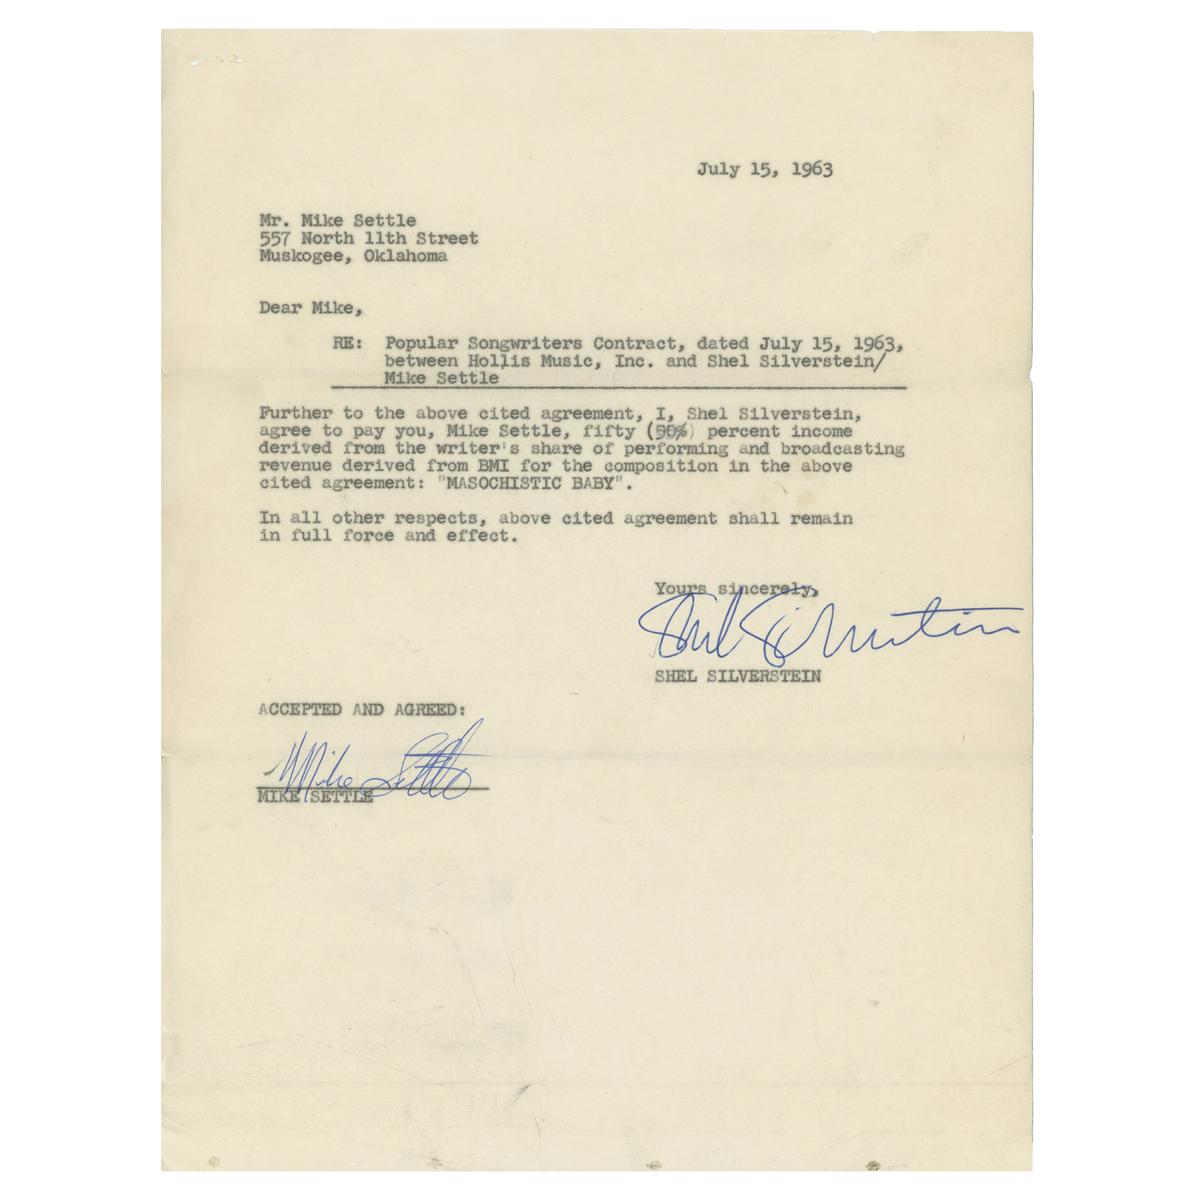 July 15, 1963
Mr. Mike Settle
557 North 11th Street
Muskogee, Oklahoma
Dear Mike,
RE: Popular Songwriters Contract, dated July 15, 1963,
between Hollis Music, Inc. and Shel Silverstein/
Mike Settle
Further to the above cited agreement, I, Shel Silverstein,
agree to pay you, Mike Settle, fifty (50%) percent income
derived from the writer's share of performing and broadcasting
revenue derived from BMI for the composition in the above
cited agreement: "MASOCHISTIC BABY".
In all other respects, above cited agreement shall remain
in full force and effect.
Yours sincerely,
Shel Silverstein
SHEL SILVERSTEIN
ACCEPTED AND AGREED:
Mike Settle
MIKE SETTLE